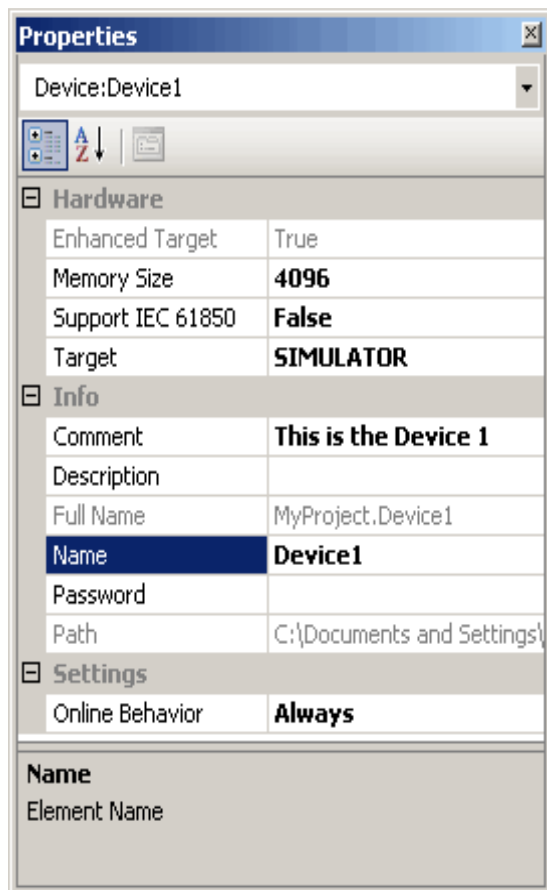 Properties
Device:Device1
A
Z
Hardware
Enhanced Target True
Memory Size 4096
Support IEC 61850 False
Target SIMULATOR
Info
Comment This is the Device 1
Description
Full Name MyProject.Device1
Name Device1
Password
Path C:\Documents and Settings\
Settings
Online Behavior Always
Name
Element Name